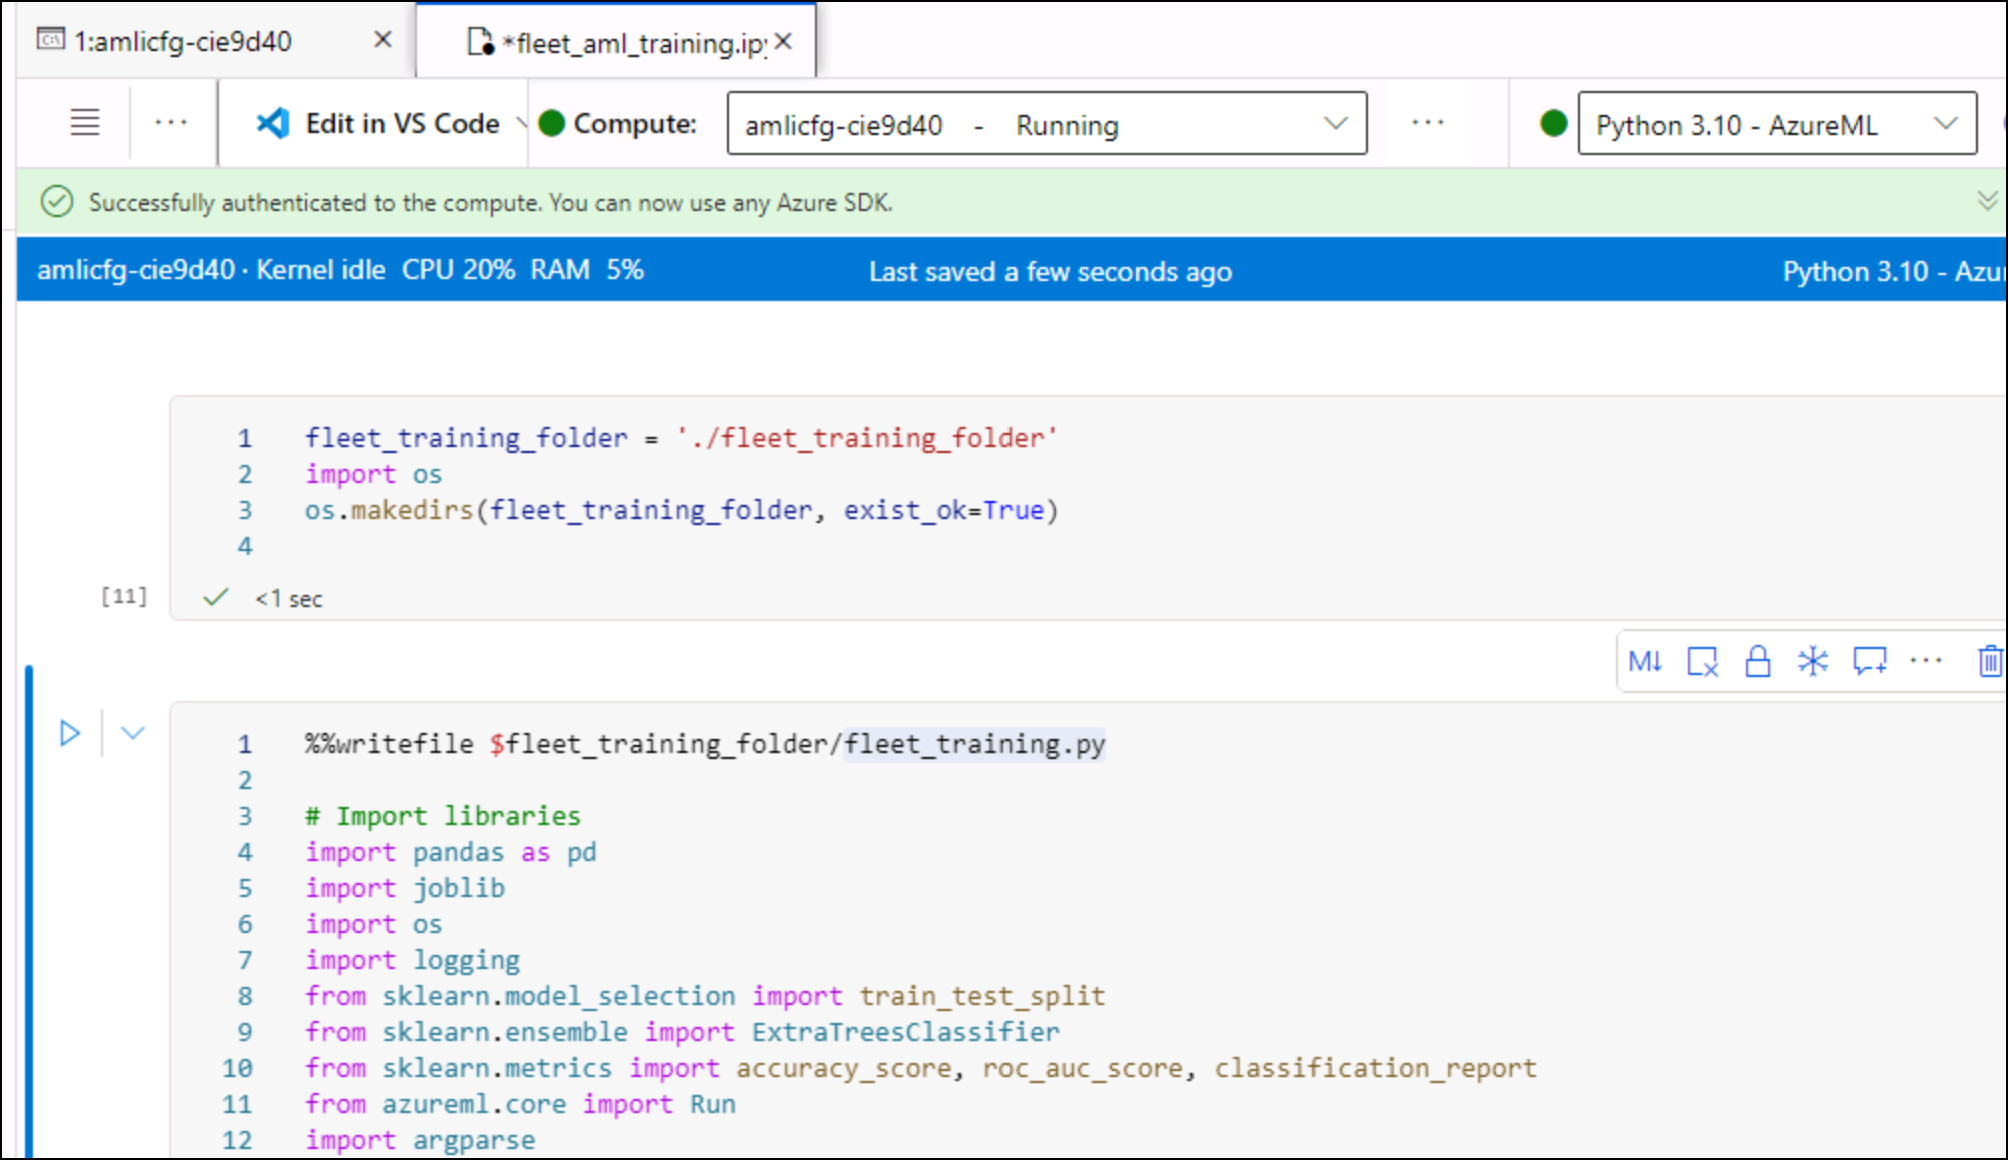 1:amlicfg-cie9d40
*fleet_aml_training.ip
Edit in VS Code
Compute:
amlicfg-cie9d40 - Running
Python 3.10 - AzureML
Successfully authenticated to the compute. You can now use any Azure SDK.
amlicfg-cie9d40 · Kernel idle CPU 20% RAM 5%
Last saved a few seconds ago
Python 3.10 - Azu
1 fleet_training_folder = './fleet_training_folder'
2 import os
3 os.makedirs(fleet_training_folder, exist_ok=True)
4
[11]
<1 sec
M↓
1 %%writefile $fleet_training_folder/fleet_training.py
2
3 # Import libraries
4 import pandas as pd
5 import joblib
6 import os
7 import logging
8 from sklearn.model_selection import train_test_split
9 from sklearn.ensemble import ExtraTreesClassifier
10 from sklearn.metrics import accuracy_score, roc_auc_score, classification_report
11 from azureml.core import Run
12 import argparse